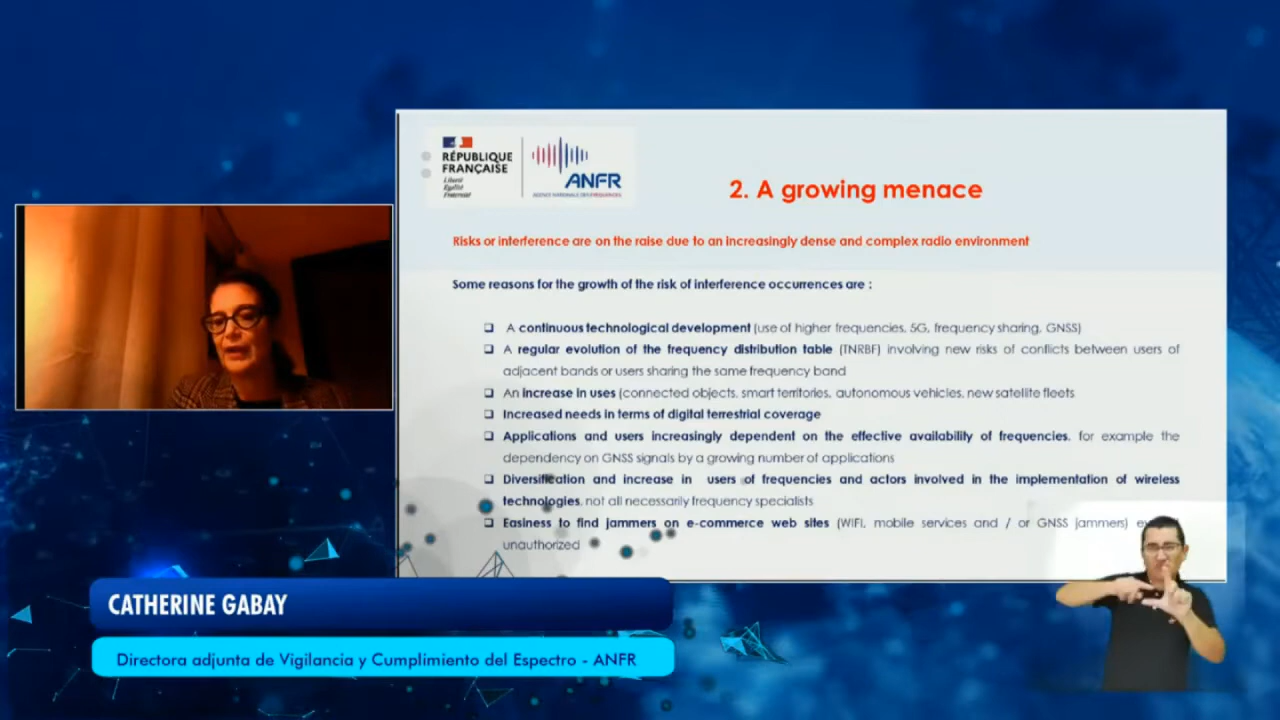 RÉPUBLIQUE
FRANÇAISE
Liberté
Égalité
Fraternité
ANFR
AGENCE NATIONALE DES FRÉQUENCES
2. A growing menace
Risks or interference are on the raise due to an increasingly dense and complex radio environment
Some reasons for the growth of the risk of interference occurrences are :
❑ A continuous technological development (use of higher frequencies, 5G, frequency sharing, GNSS)
❑ A regular evolution of the frequency distribution table (TNRBF) involving new risks of conflicts between users of
adjacent bands or users sharing the same frequency band
❑ An increase in uses (connected objects, smart territories, autonomous vehicles, new satellite fleets
❑ Increased needs in terms of digital terrestrial coverage
❑ Applications and users increasingly dependent on the effective availability of frequencies, for example the
dependency on GNSS signals by a growing number of applications
❑ Diversification and increase in users of frequencies and actors involved in the implementation of wireless
technologies, not all necessarily frequency specialists
❑ Easiness to find jammers on e-commerce web sites (WiFi, mobile services and / or GNSS jammers)
unauthorized
CATHERINE GABAY
Directora adjunta de Vigilancia y Cumplimiento del Espectro - ANFR